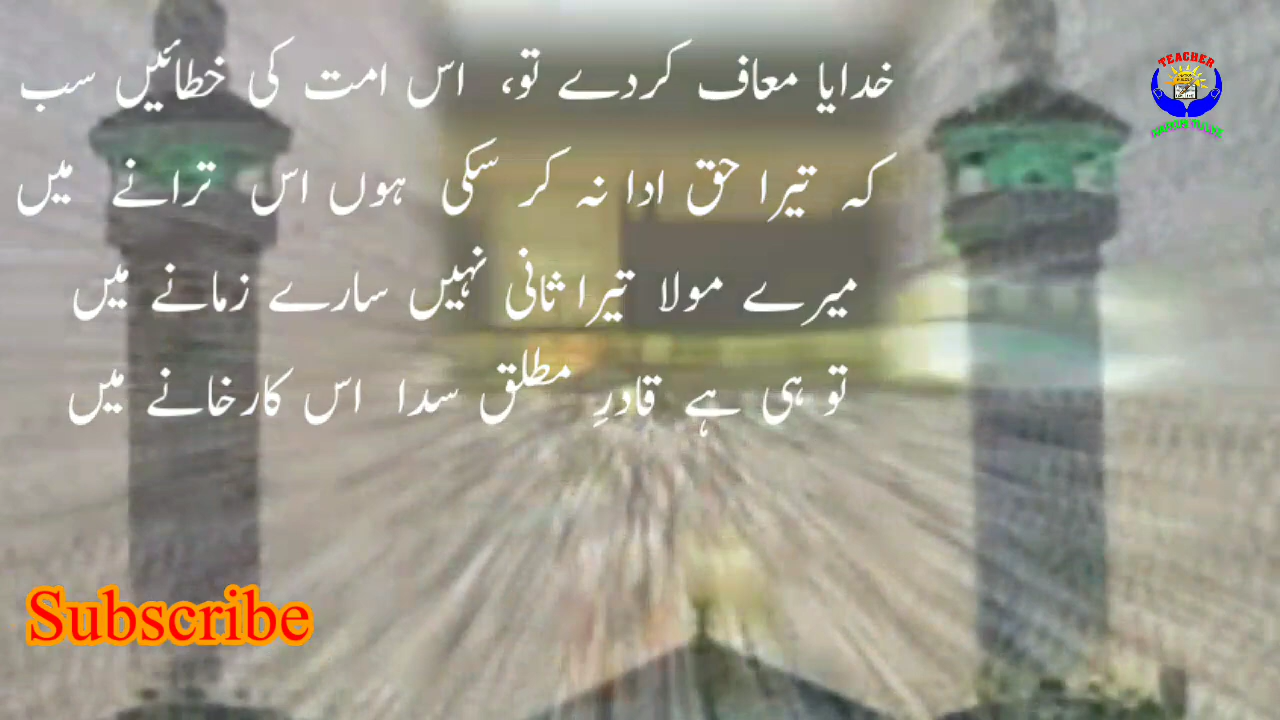 خدایا معاف کردے تو، اس امت کی خطائیں سب
کہ تیرا حق ادا نہ کر سکی ہوں اس ترانے میں
میرے مولا تیرا ثانی نہیں سارے زمانے میں
تو ہی ہے قادرِ مطلق سدا اس کارخانے میں
TEACHER
Subscribe